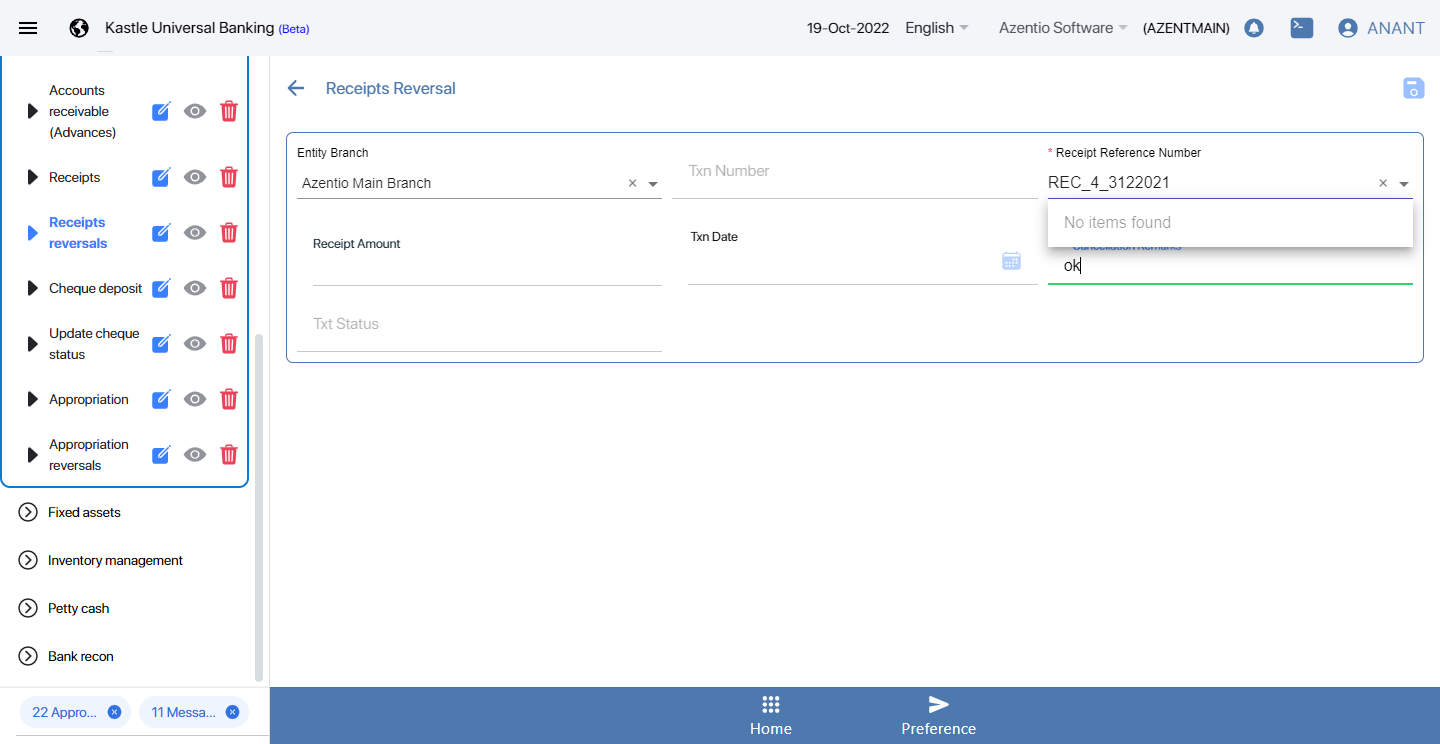 Kastle Universal Banking (Beta)
19-Oct-2022
English
Azentio Software
(AZENTMAIN)
ANANT
Accounts
receivable
(Advances)
Receipts
Receipts
reversals
Cheque deposit
Update cheque
status
Appropriation
Appropriation
reversals
Fixed assets
Inventory management
Petty cash
Bank recon
22 Appro...
11 Messa...
Receipts Reversal
Entity Branch
Azentio Main Branch
Txn Number
* Receipt Reference Number
REC_4_3122021
No items found
Receipt Amount
Txn Date
Cancellation Remarks
ok
Txt Status
Home
Preference